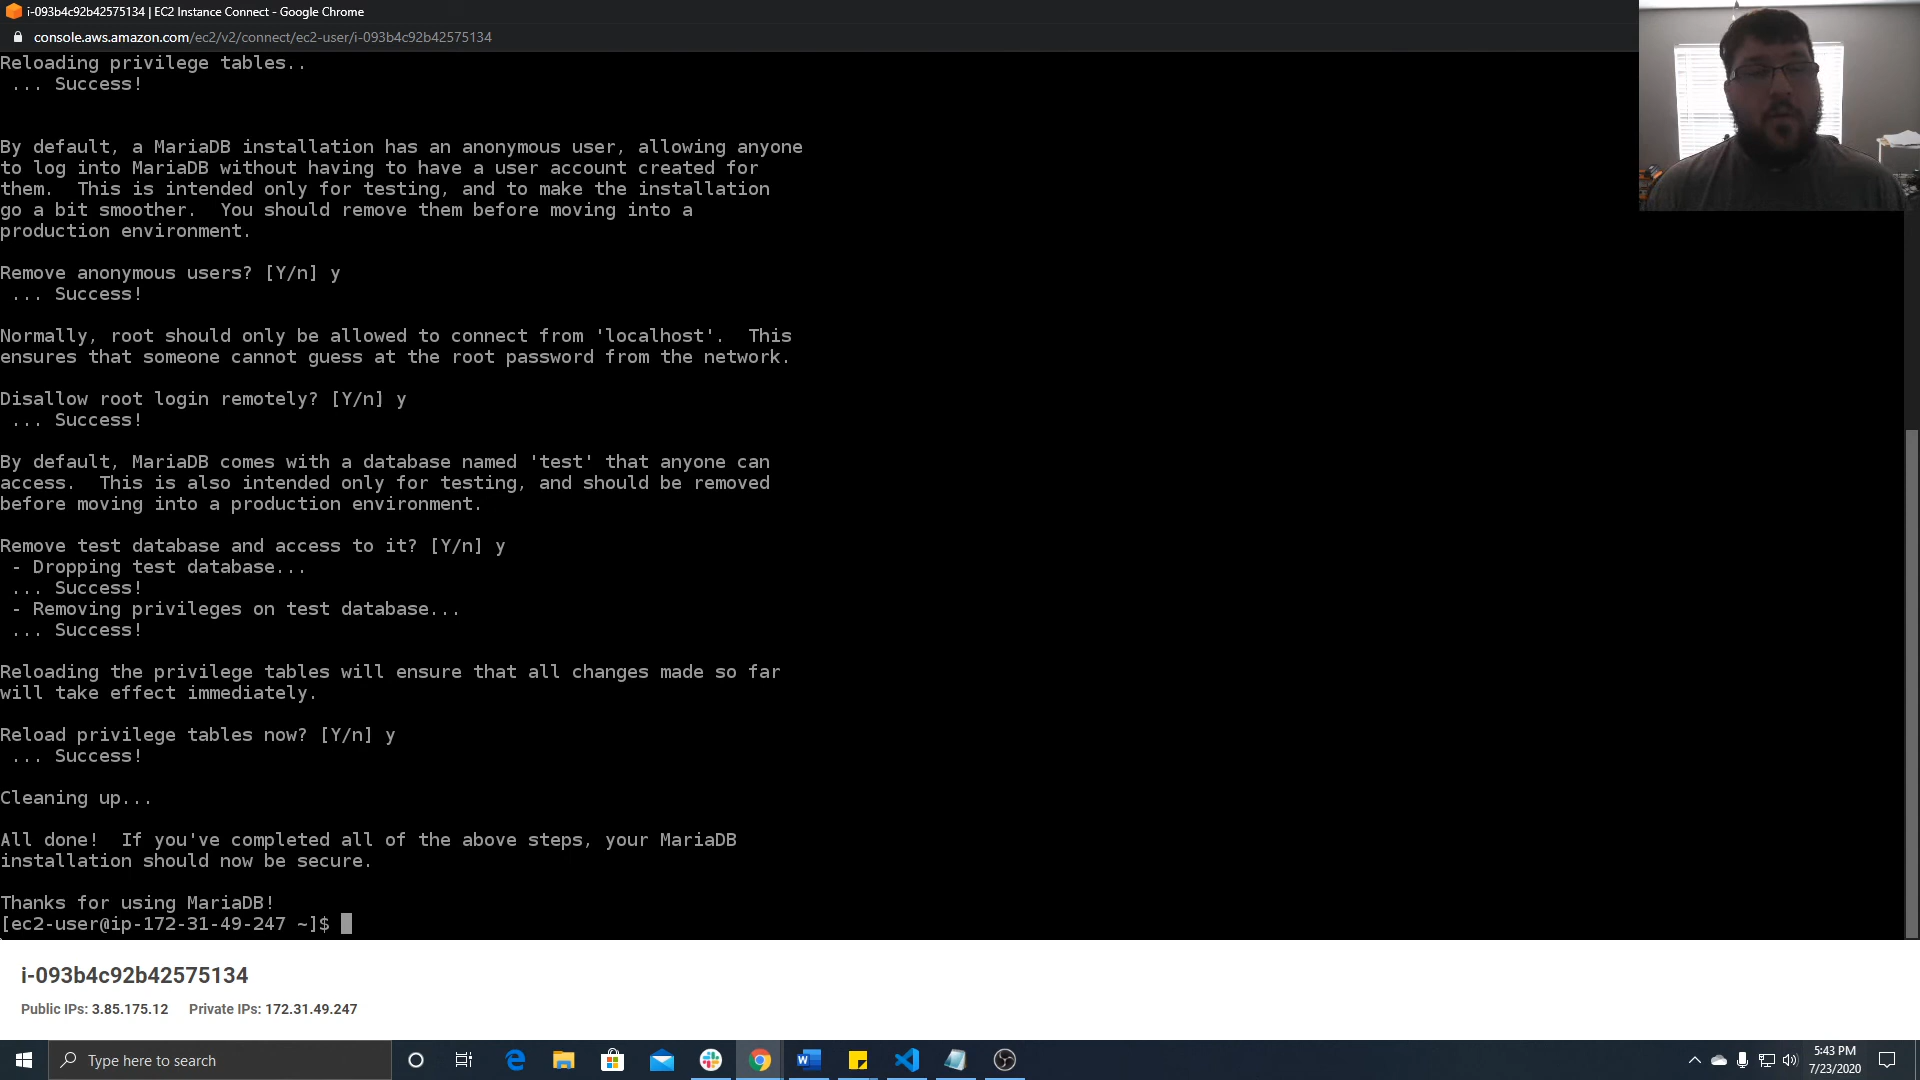 i-093b4c92b42575134 | EC2 Instance Connect - Google Chrome
console.aws.amazon.com/ec2/v2/connect/ec2-user/i-093b4c92b42575134
Reloading privilege tables..
 ... Success!
By default, a MariaDB installation has an anonymous user, allowing anyone
to log into MariaDB without having to have a user account created for
them.  This is intended only for testing, and to make the installation
go a bit smoother.  You should remove them before moving into a
production environment.
Remove anonymous users? [Y/n] y
 ... Success!
Normally, root should only be allowed to connect from 'localhost'.  This
ensures that someone cannot guess at the root password from the network.
Disallow root login remotely? [Y/n] y
 ... Success!
By default, MariaDB comes with a database named 'test' that anyone can
access.  This is also intended only for testing, and should be removed
before moving into a production environment.
Remove test database and access to it? [Y/n] y
 - Dropping test database...
 ... Success!
 - Removing privileges on test database...
 ... Success!
Reloading the privilege tables will ensure that all changes made so far
will take effect immediately.
Reload privilege tables now? [Y/n] y
 ... Success!
Cleaning up...
All done!  If you've completed all of the above steps, your MariaDB
installation should now be secure.
Thanks for using MariaDB!
[ec2-user@ip-172-31-49-247 ~]$
i-093b4c92b42575134
Public IPs: 3.85.175.12 Private IPs: 172.31.49.247
Type here to search
5:43 PM
7/23/2020